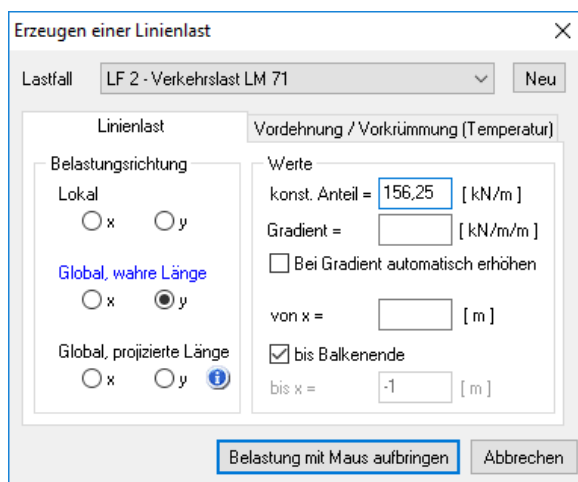 Erzeugen einer Linienlast
Lastfall LF 2 - Verkehrslast LM 71 Neu
Linienlast Vordehnung / Vorkrümmung (Temperatur)
Belastungsrichtung
Lokal
x y
Global, wahre Länge
x y
Global, projizierte Länge
x y
Werte
konst. Anteil = 156,25 [ kN/m ]
Gradient = [ kN/m/m ]
Bei Gradient automatisch erhöhen
von x = [ m ]
bis Balkenende
bis x = -1 [ m ]
Belastung mit Maus aufbringen Abbrechen